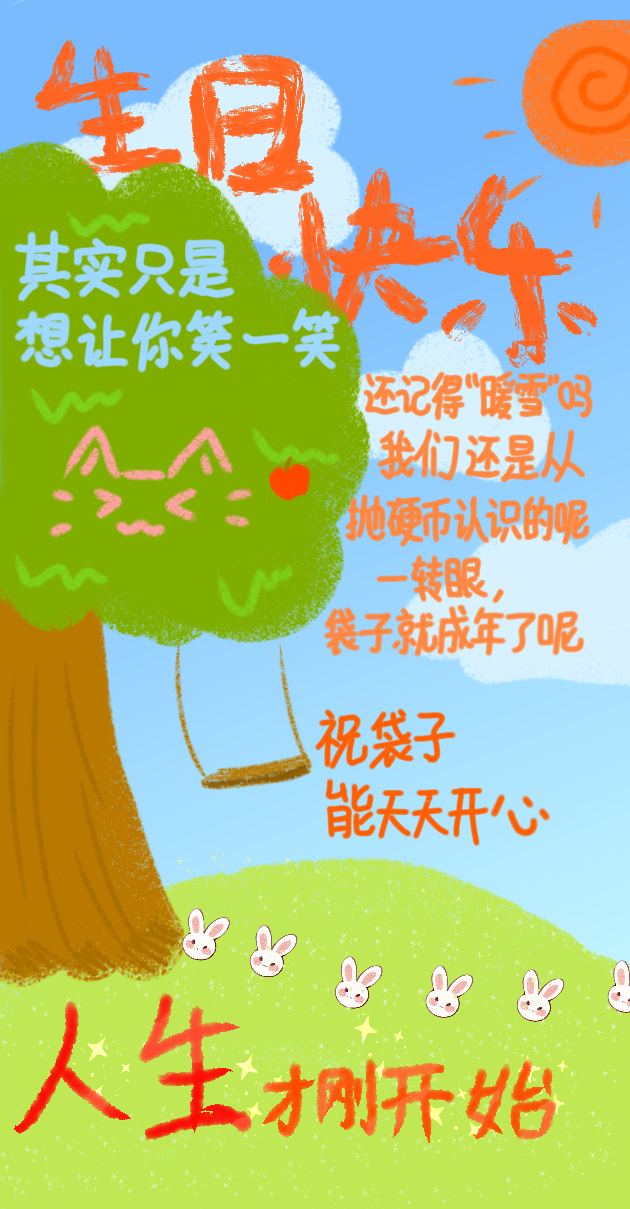 生日
快乐
其实只是
想让你笑一笑
还记得“暖雪”吗
我们还是从
抛硬币认识的呢
一转眼，
袋子就成年了呢
祝袋子
能天天开心
人生才刚开始